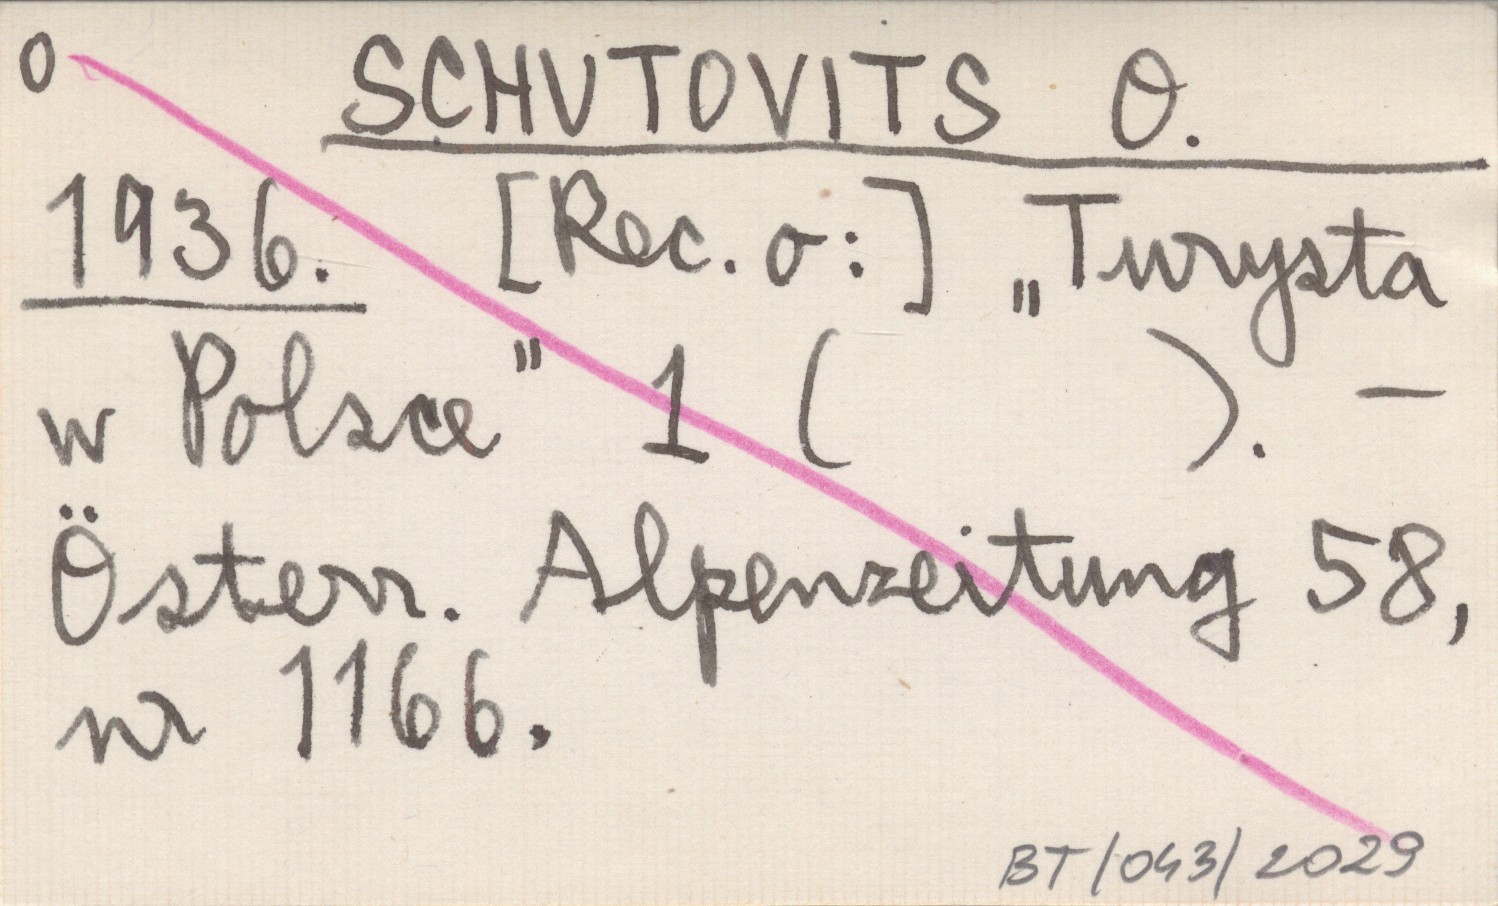 0 SCHUTOVITS O.
1936. [Rec. o:] „Turysta
w Polsce" 1 ( ). —
Österr. Alpenzeitung 58,
nr 1166.
BT/043/2029